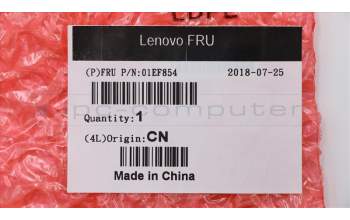 Lenovo FRU
(P)FRU P/N:01EF854 2018-07-25
Quantity:1
(4L)Origin:CN
Made in China